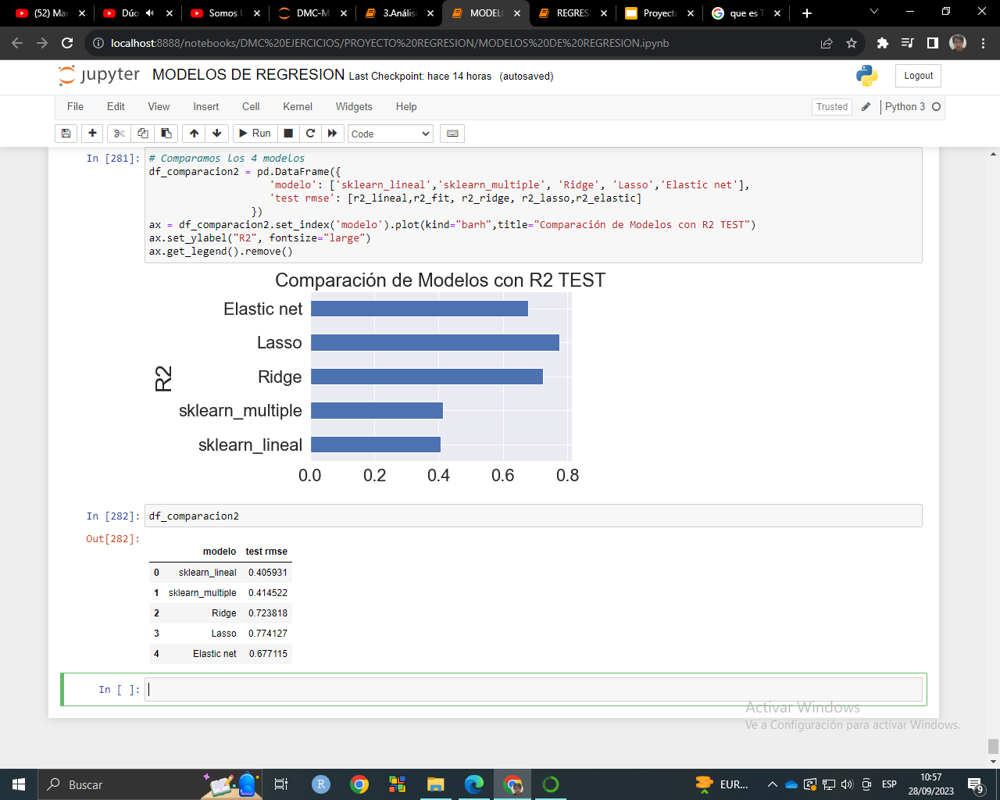 (52) Mar
Dúo
Somos
DMC-M
3.Análisi
MODELO
REGRESI
Proyecto
que es T
localhost:8888/notebooks/DMC%20EJERCICIOS/PROYECTO%20REGRESION/MODELOS%20DE%20REGRESION.ipynb
jupyter MODELOS DE REGRESION Last Checkpoint: hace 14 horas (autosaved)
Logout
File Edit View Insert Cell Kernel Widgets Help
Trusted
Python 3
Run
Code
In [281]: # Comparamos los 4 modelos
df_comparacion2 = pd.DataFrame({
'modelo': ['sklearn_lineal','sklearn_multiple', 'Ridge', 'Lasso','Elastic net'],
'test rmse': [r2_lineal,r2_fit, r2_ridge, r2_lasso,r2_elastic]
})
ax = df_comparacion2.set_index('modelo').plot(kind="barh",title="Comparación de Modelos con R2 TEST")
ax.set_ylabel("R2", fontsize="large")
ax.get_legend().remove()
Comparación de Modelos con R2 TEST
Elastic net
Lasso
Ridge
sklearn_multiple
sklearn_lineal
R2
0.0 0.2 0.4 0.6 0.8
In [282]: df_comparacion2
Out[282]:
modelo test rmse
0 sklearn_lineal 0.405931
1 sklearn_multiple 0.414522
2 Ridge 0.723818
3 Lasso 0.774127
4 Elastic net 0.677115
In [ ]:
Activar Windows
Ve a Configuración para activar Windows.
Buscar
R
EUR...
ESP
10:57
28/09/2023
9